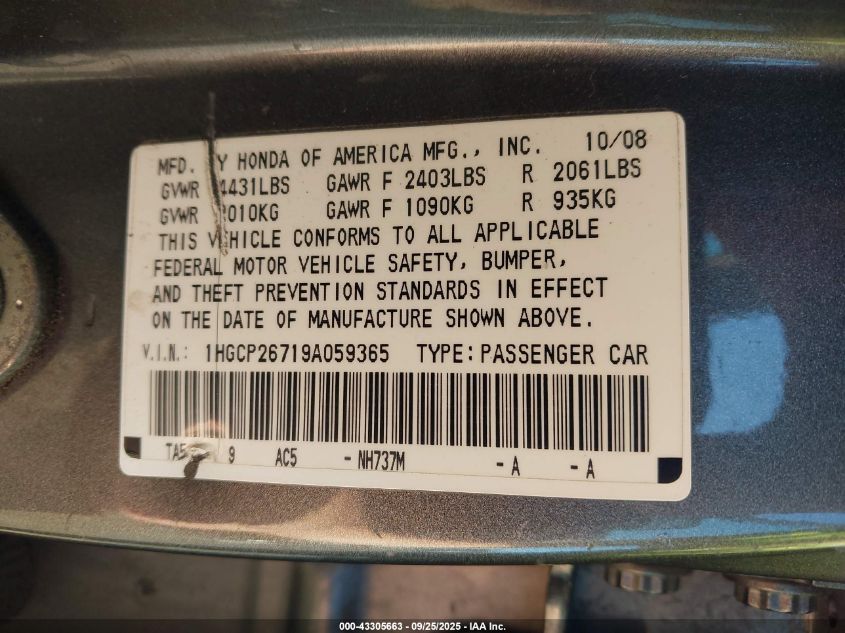 MFD. Y HONDA OF AMERICA MFG., INC. 10/08
GVWR 4431LBS GAWR F 2403LBS R 2061LBS
GVWR 010KG GAWR F 1090KG R 935KG
THIS VEHICLE CONFORMS TO ALL APPLICABLE
FEDERAL MOTOR VEHICLE SAFETY, BUMPER,
AND THEFT PREVENTION STANDARDS IN EFFECT
ON THE DATE OF MANUFACTURE SHOWN ABOVE.
V.I.N.: 1HGCP26719A059365 TYPE: PASSENGER CAR
TA5 9 AC5 - NH737M - A - A
000-43305663 - 09/25/2025 - IAA Inc.